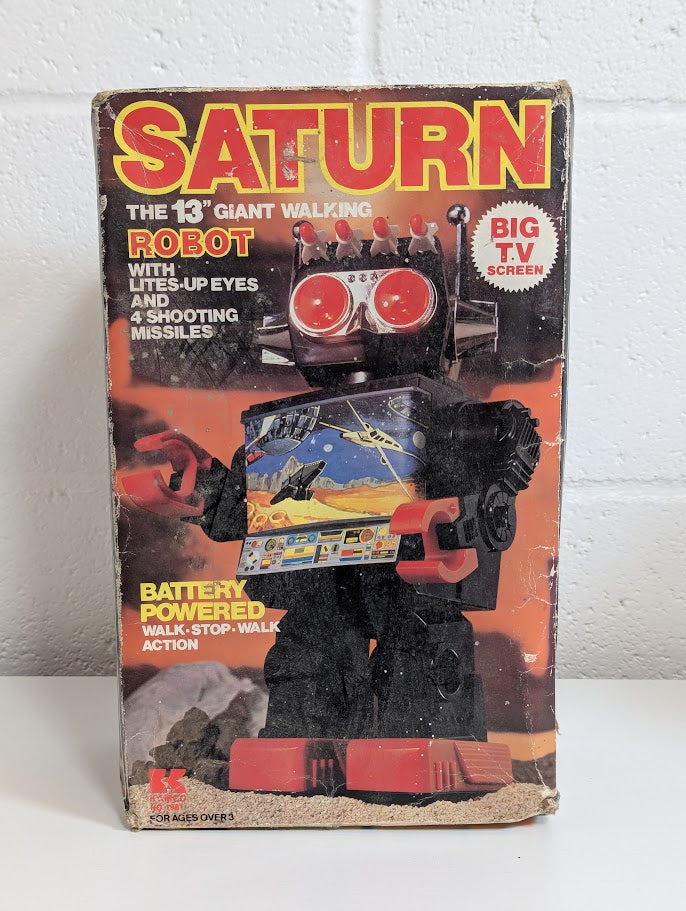 SATURN
THE 13" GIANT WALKING
ROBOT
WITH
LITES-UP EYES
AND
4 SHOOTING
MISSILES
BIG
T.V
SCREEN
BATTERY
POWERED
WALK-STOP-WALK
ACTION
KAMCO
FOR AGES OVER 3